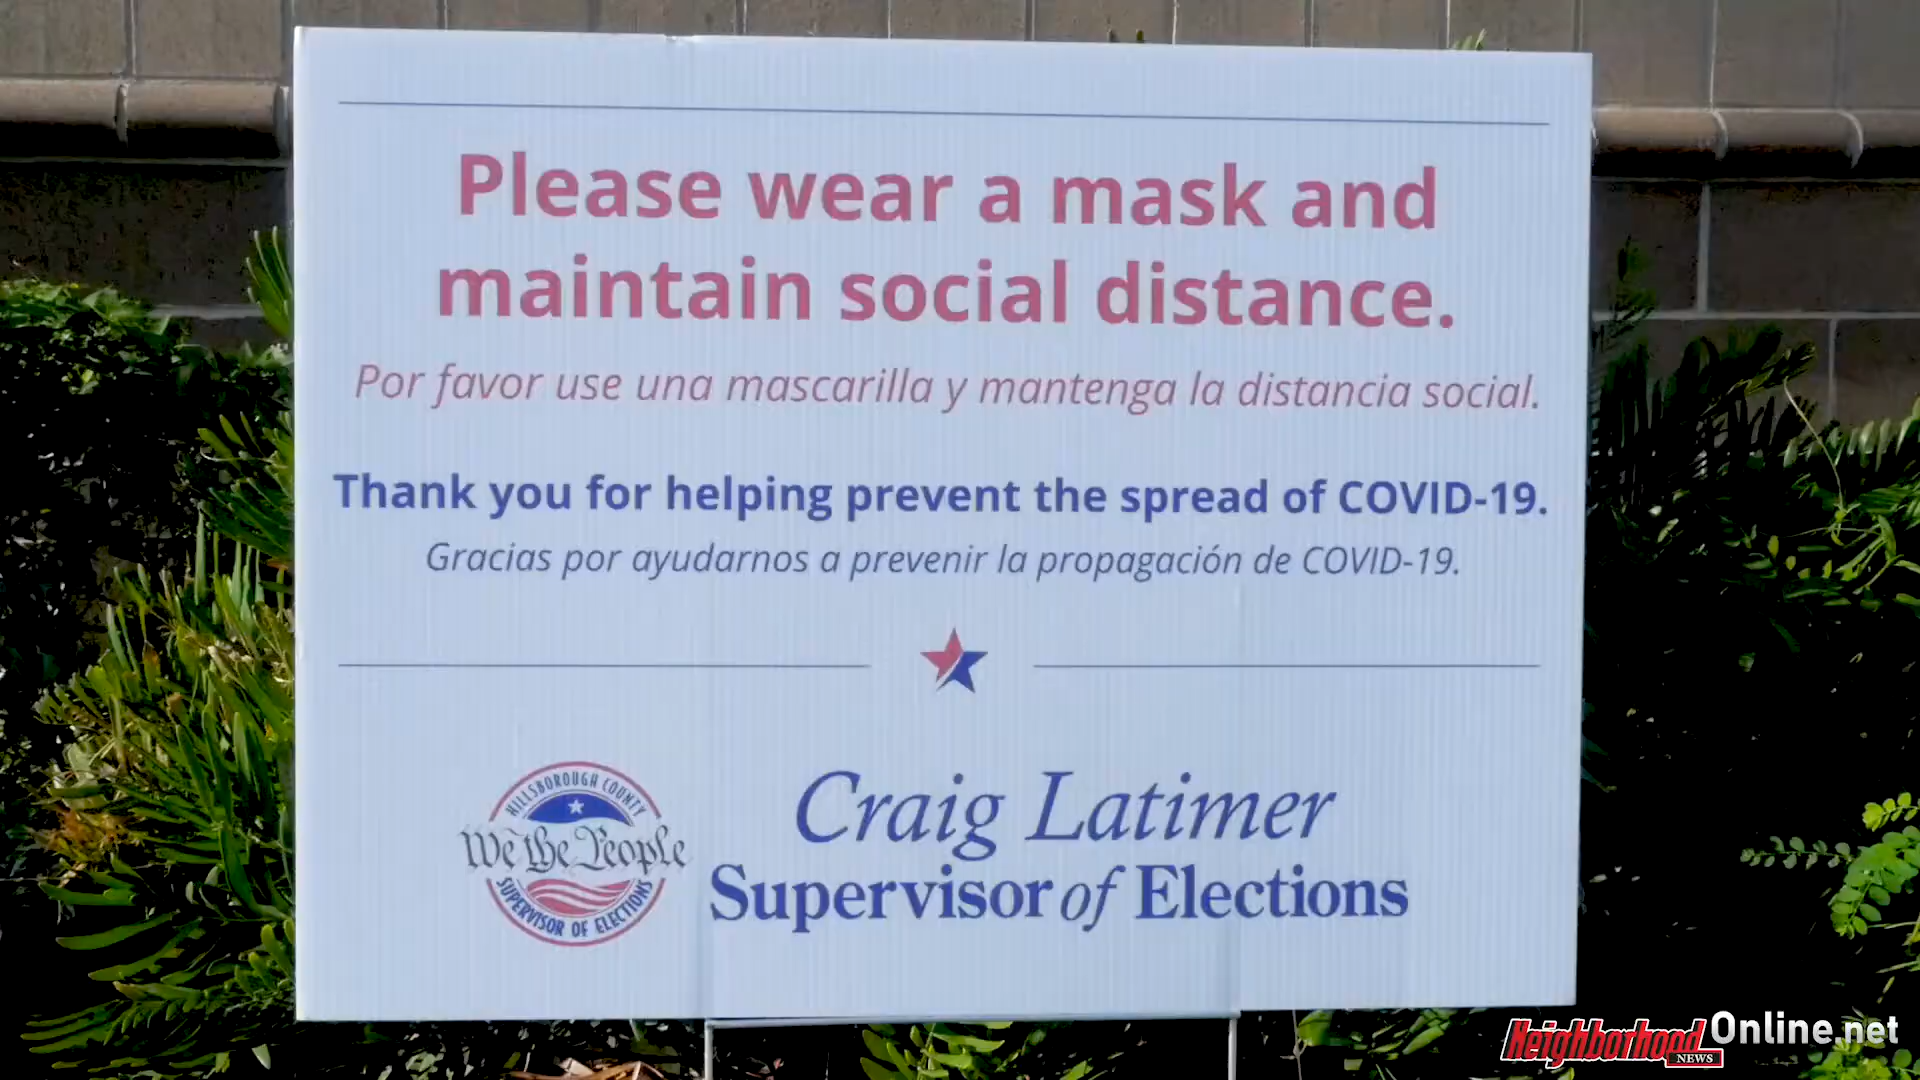 Please wear a mask and
maintain social distance.
Por favor use una mascarilla y mantenga la distancia social.
Thank you for helping prevent the spread of COVID-19.
Gracias por ayudarnos a prevenir la propagación de COVID-19.
HILLSBOROUGH COUNTY
We the People
SUPERVISOR OF ELECTIONS
Craig Latimer
Supervisor of Elections
Neighborhood NEWS Online.net